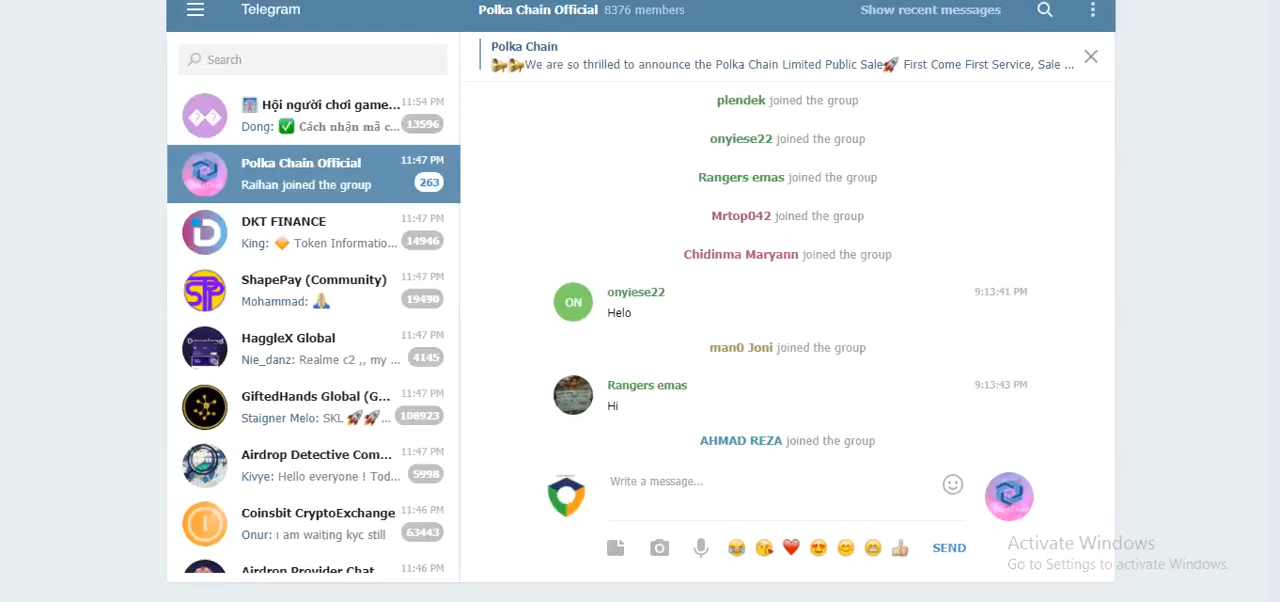 Telegram
Polka Chain Official 8376 members
Show recent messages
Search
Hội người chơi game... 11:54 PM
Dong: ✅ Cách nhận mã c... 13596
Polka Chain Official 11:47 PM
Raihan joined the group 263
DKT FINANCE 11:47 PM
King: 🔶 Token Informatio... 14946
ShapePay (Community) 11:47 PM
Mohammad: 🙏 19490
HaggleX Global 11:47 PM
Nie_danz: Realme c2 ,, my ... 4145
GiftedHands Global (G... 11:47 PM
Staigner Melo: SKL 🚀🚀... 108923
Airdrop Detective Com... 11:47 PM
Kivye: Hello everyone ! Tod... 5998
Coinsbit CryptoExchange 11:46 PM
Onur: ı am waiting kyc still 63443
Airdrop Provider Chat 11:46 PM
Polka Chain
We are so thrilled to announce the Polka Chain Limited Public Sale🚀 First Come First Service, Sale ...
plendek joined the group
onyiese22 joined the group
Rangers emas joined the group
Mrtop042 joined the group
Chidinma Maryann joined the group
ON
onyiese22 9:13:41 PM
Helo
man0 Joni joined the group
Rangers emas 9:13:43 PM
Hi
AHMAD REZA joined the group
Write a message...
SEND
Activate Windows
Go to Settings to activate Windows.